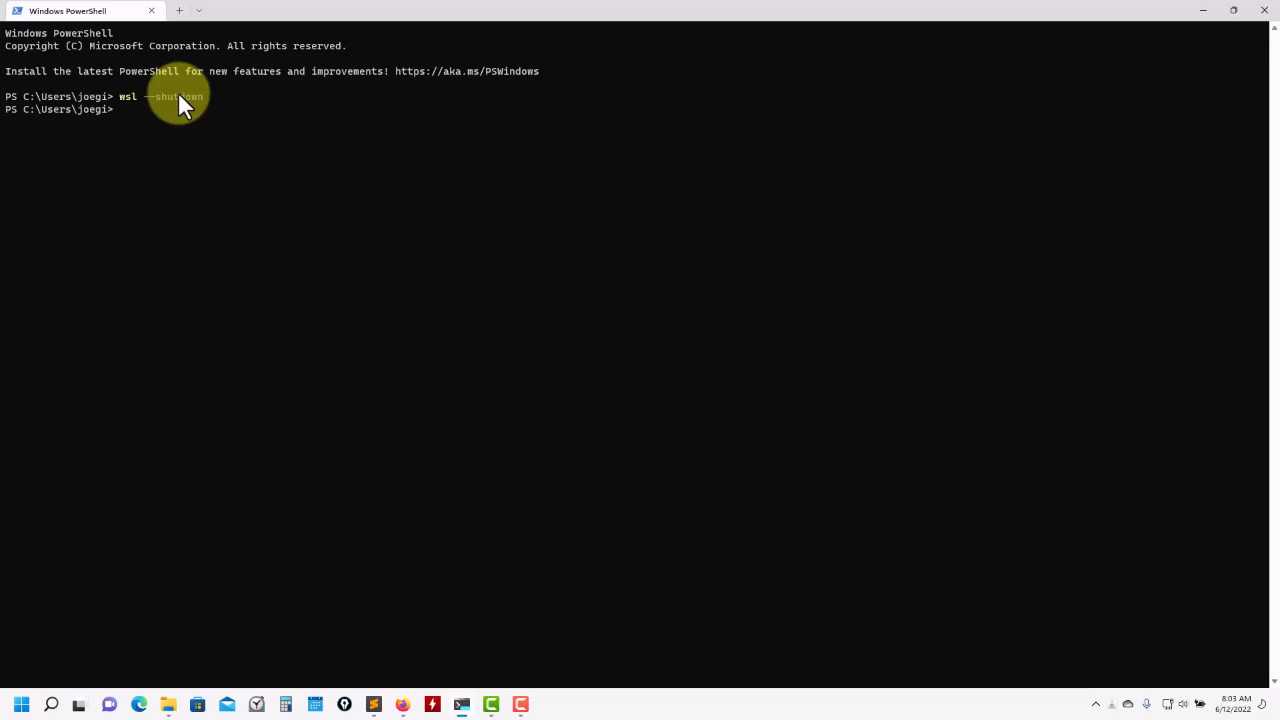 Windows PowerShell
Windows PowerShell
Copyright (C) Microsoft Corporation. All rights reserved.
Install the latest PowerShell for new features and improvements! https://aka.ms/PSWindows
PS C:\Users\joegi> wsl --shutdown
PS C:\Users\joegi>
8:03 AM
6/12/2022